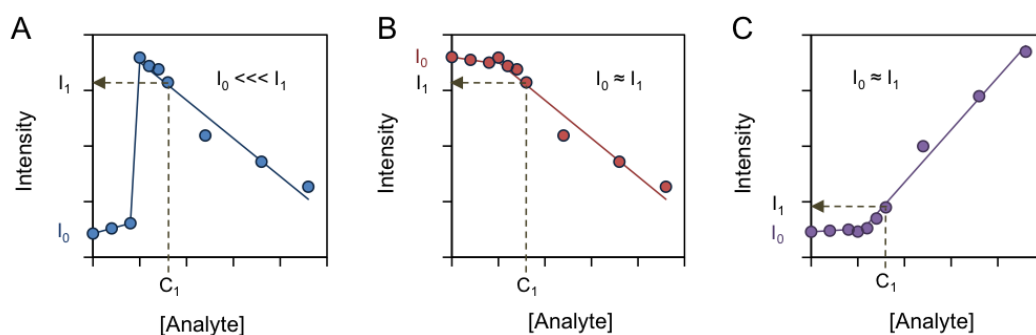 A
Intensity
I₁
I₀
I₀ <<< I₁
C₁
[Analyte]
B
Intensity
I₀
I₁
I₀ ≈ I₁
C₁
[Analyte]
C
Intensity
I₁
I₀
I₀ ≈ I₁
C₁
[Analyte]